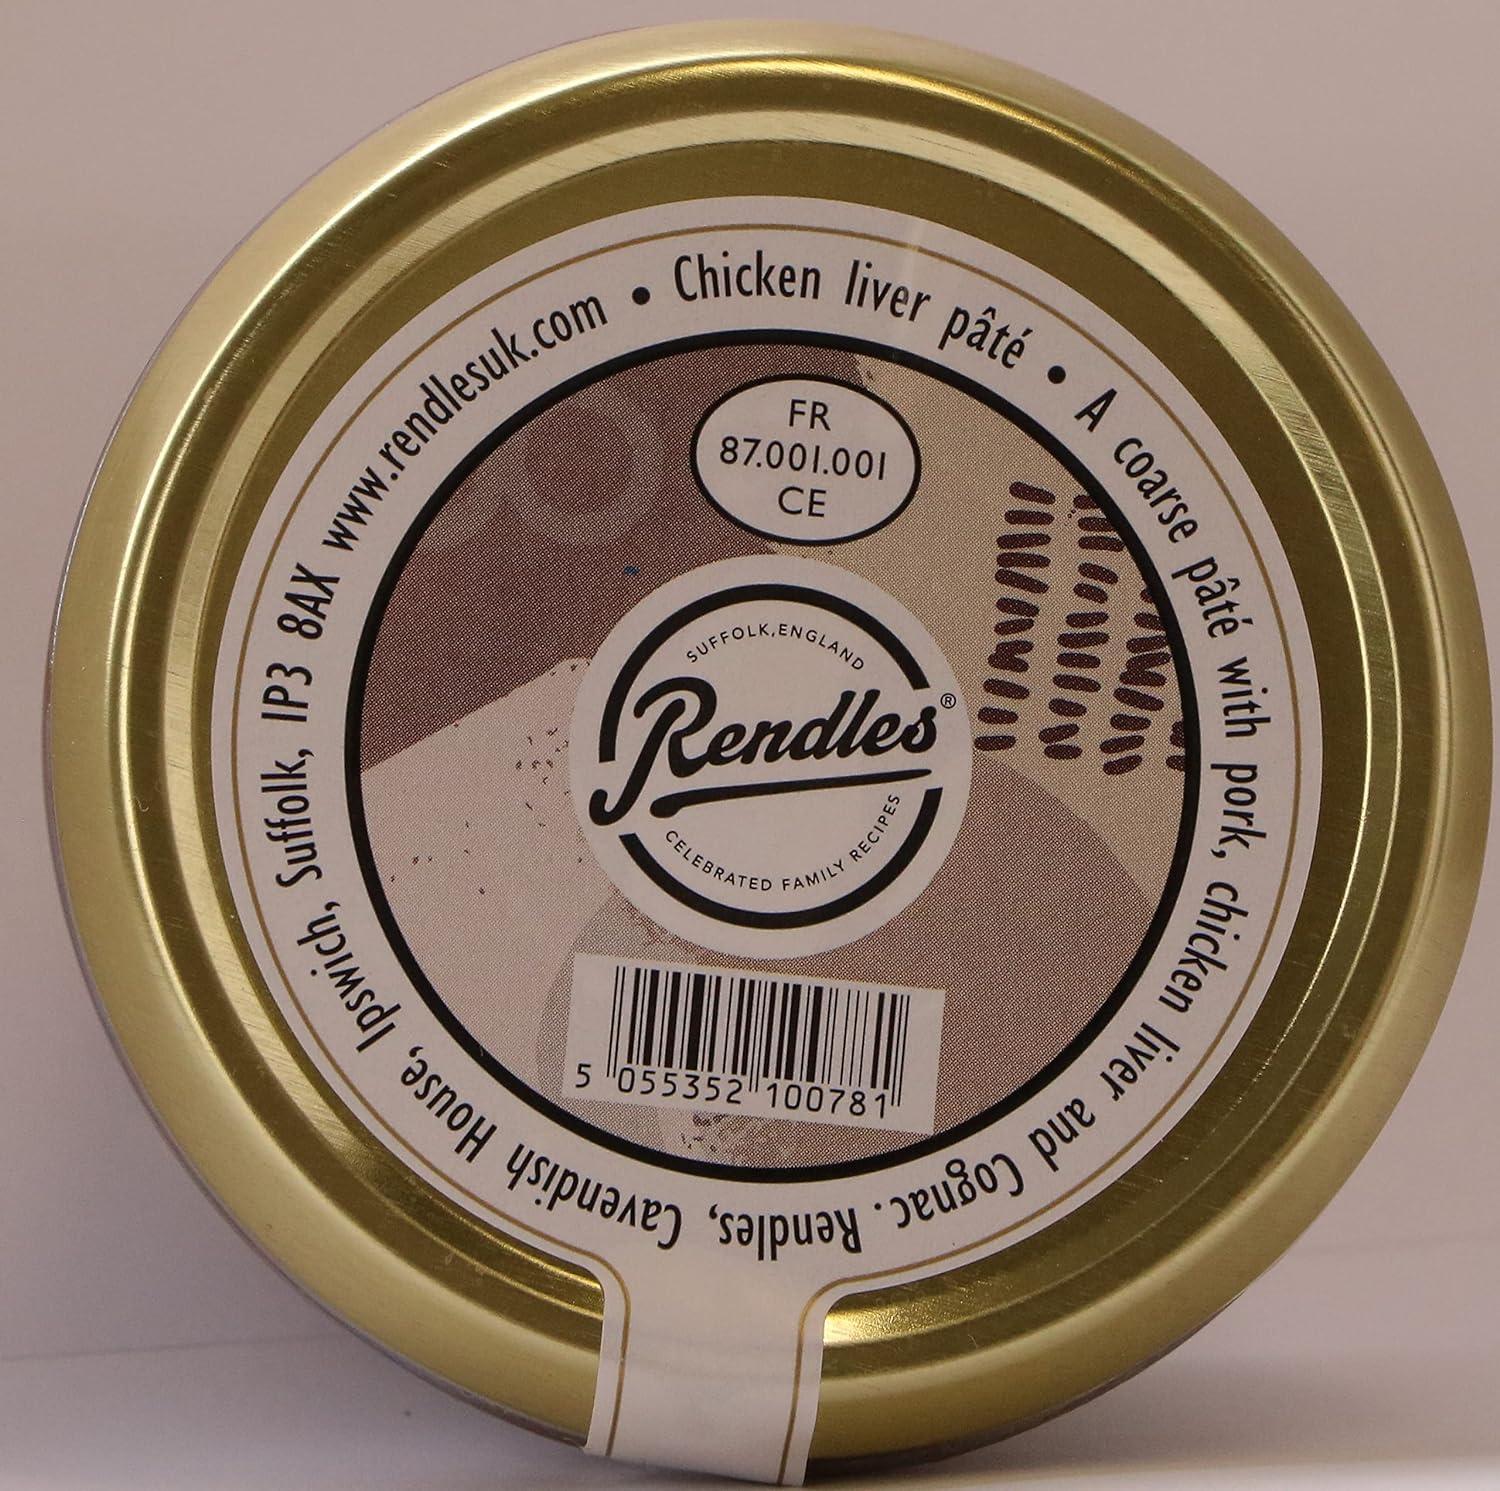 Chicken liver pâté • A coarse pâté with pork, chicken liver and Cognac. Rendles, Cavendish House, Ipswich, Suffolk, IP3 8AX www.rendlesuk.com •
FR
87.001.001
CE
SUFFOLK, ENGLAND
Rendles®
CELEBRATED FAMILY RECIPES
5 055352 100781